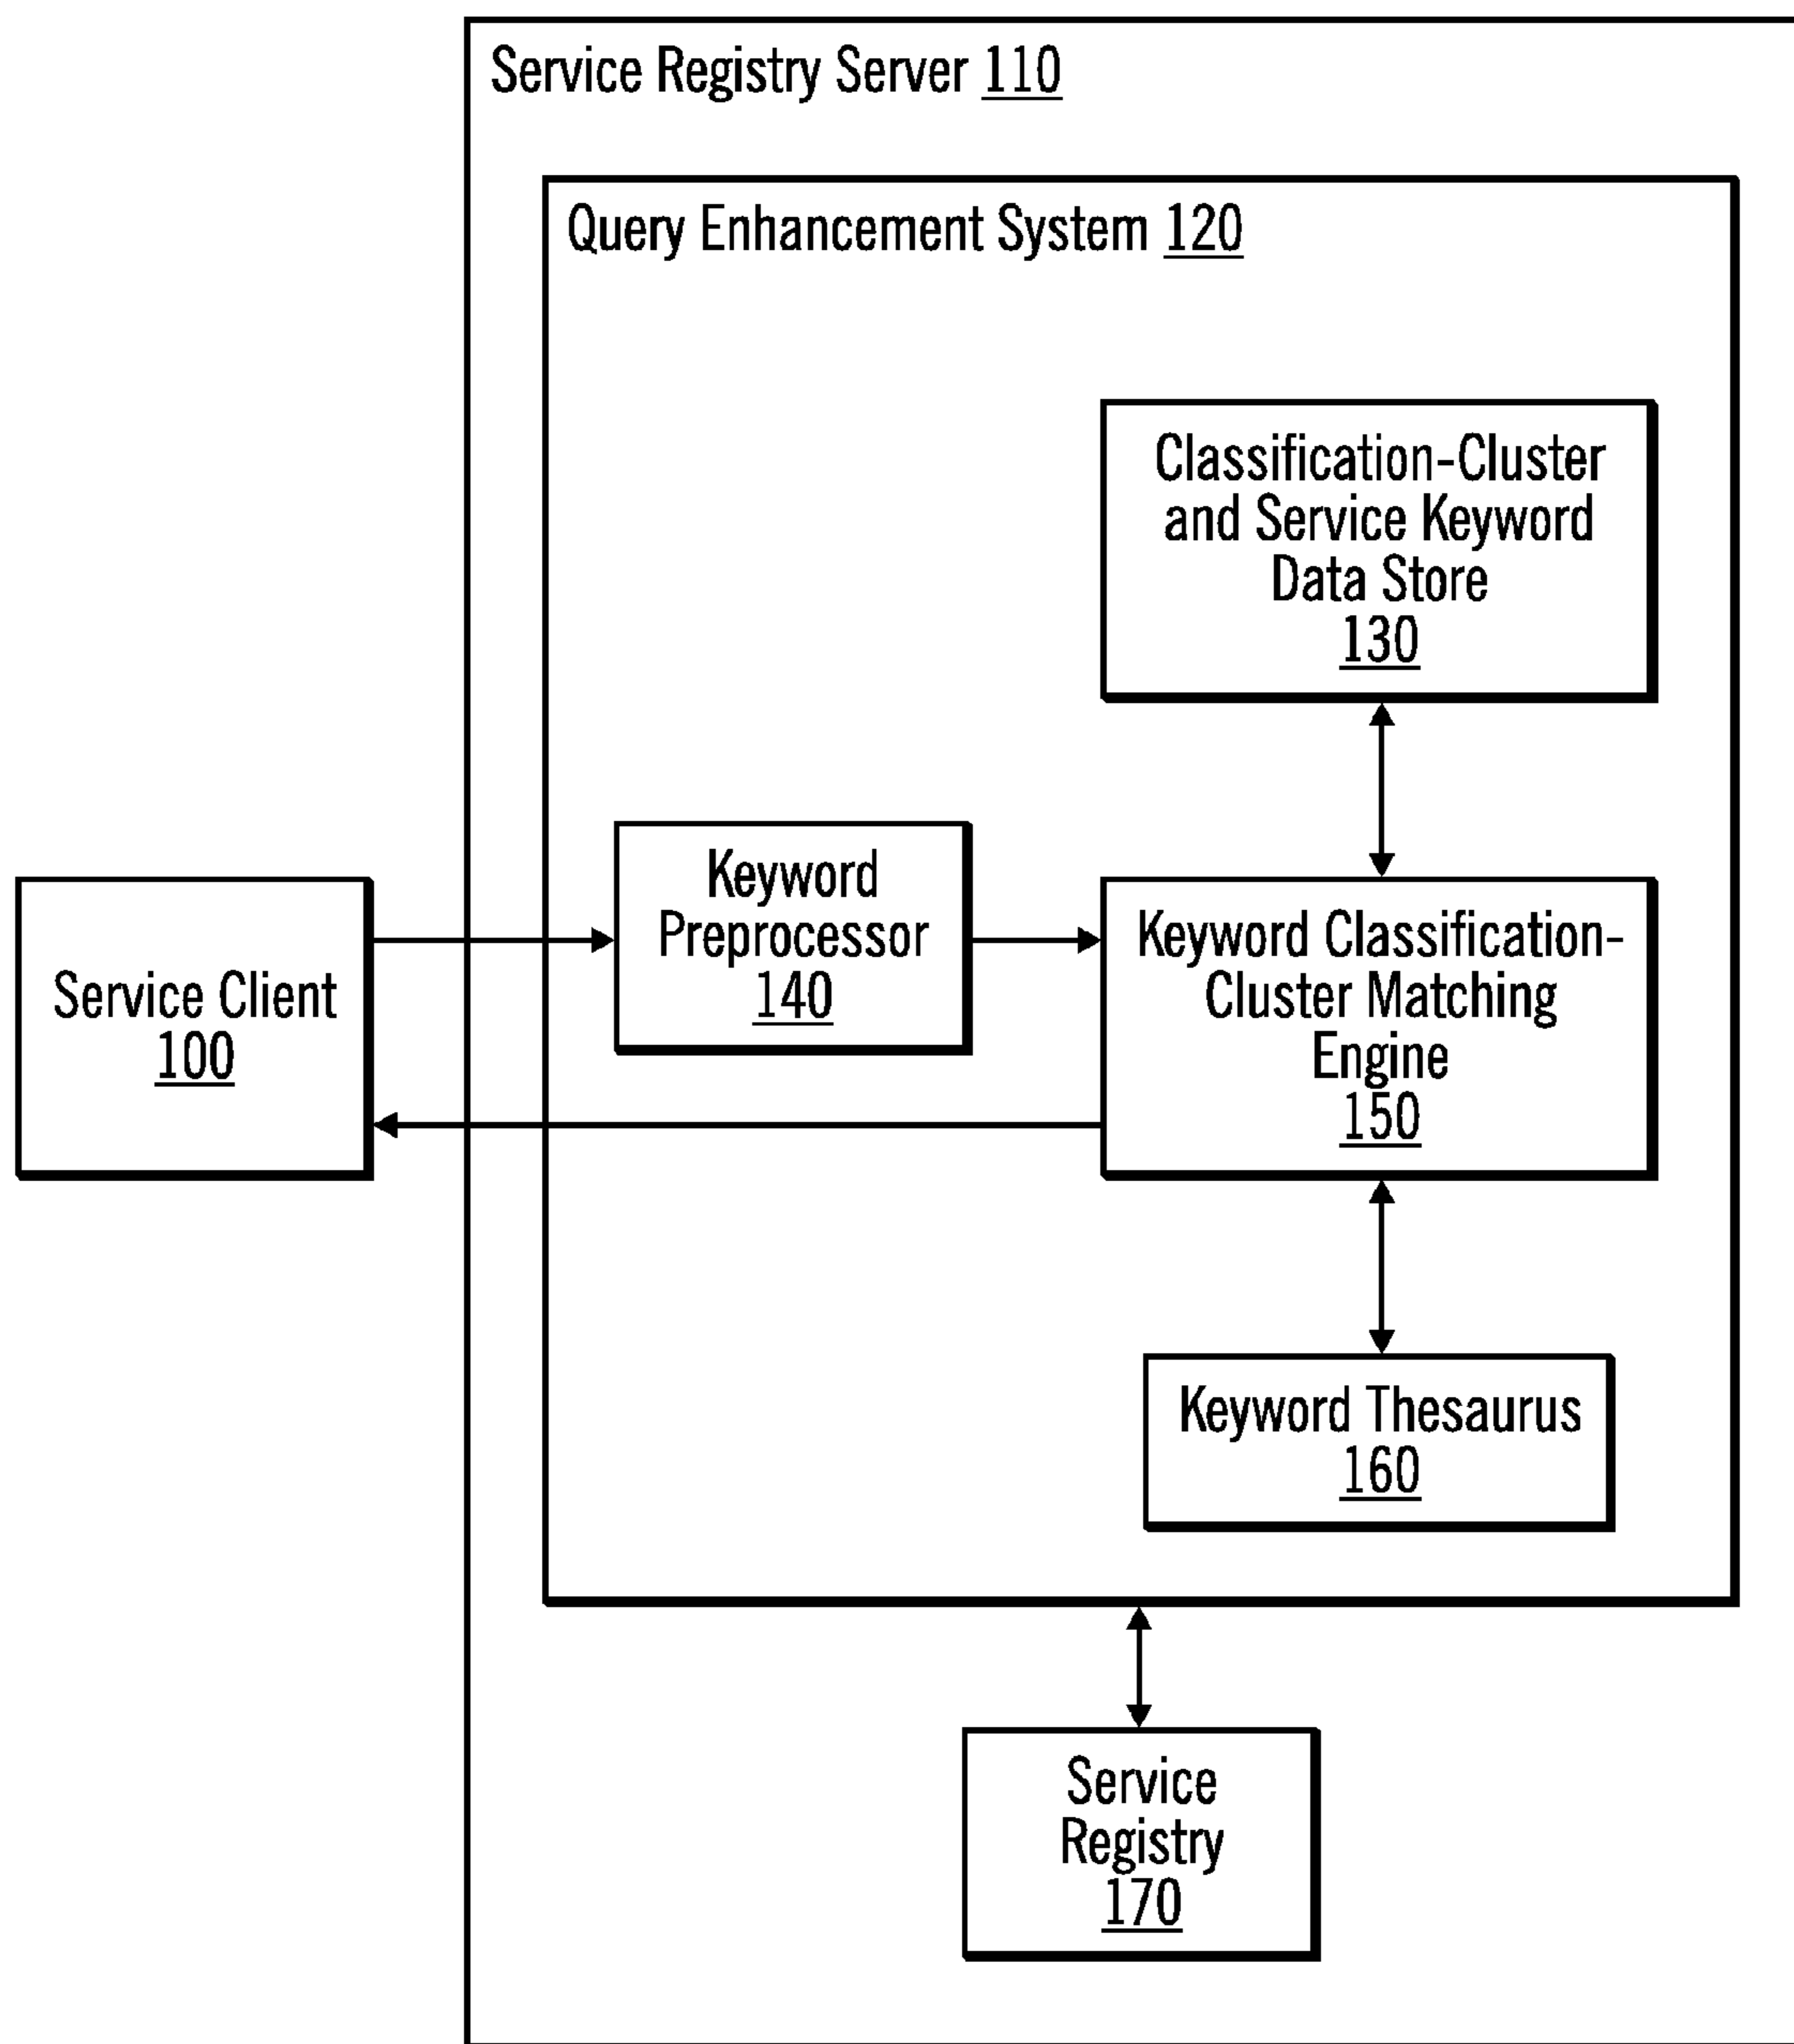 Service Registry Server 110
Query Enhancement System 120
Classification-Cluster
and Service Keyword
Data Store
130
Keyword
Preprocessor
140
Keyword Classification-
Cluster Matching
Engine
150
Service Client
100
Keyword Thesaurus
160
Service
Registry
170